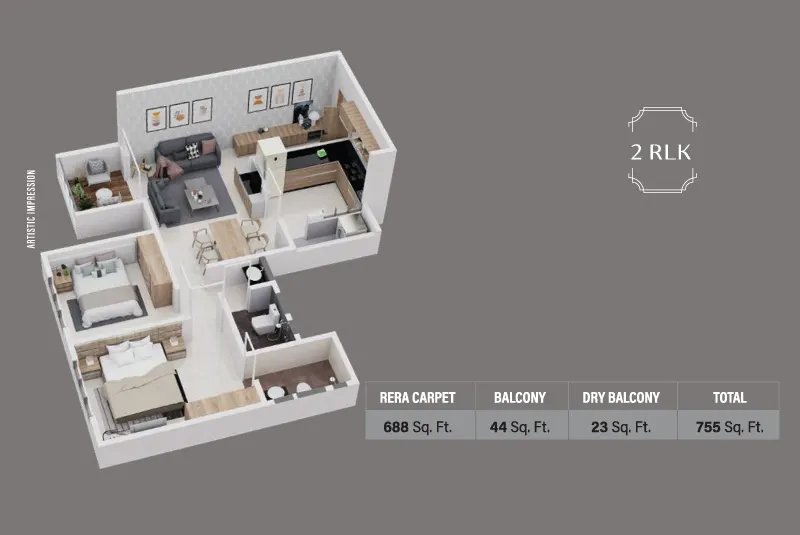 2 RLK
ARTISTIC IMPRESSION
RERA CARPET BALCONY DRY BALCONY TOTAL
688 Sq. Ft. 44 Sq. Ft. 23 Sq. Ft. 755 Sq. Ft.